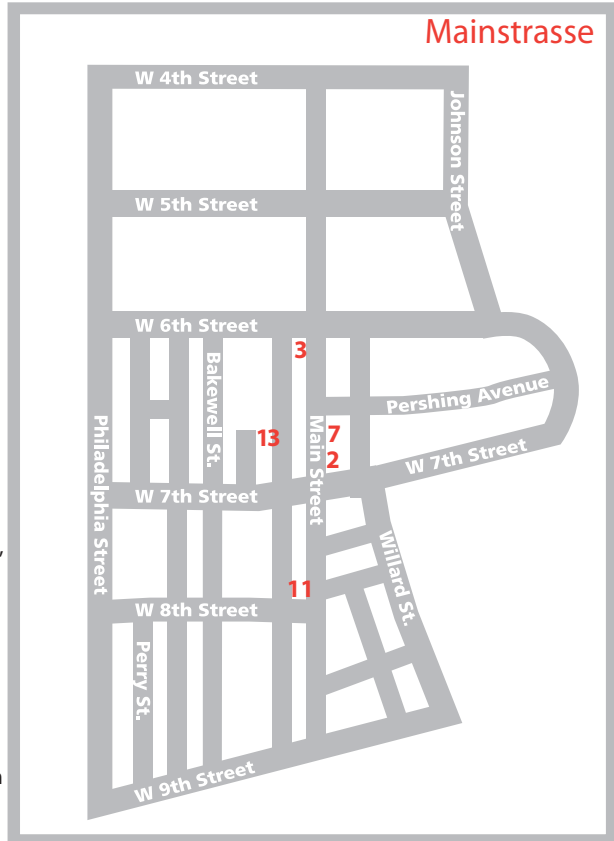 Mainstrasse
W 4th Street
Johnson Street
W 5th Street
W 6th Street
3
Bakewell St.
Pershing Avenue
Philadelphia Street
13
Main Street
7
2
W 7th Street
W 7th Street
Willard St.
11
W 8th Street
Perry St.
W 9th Street